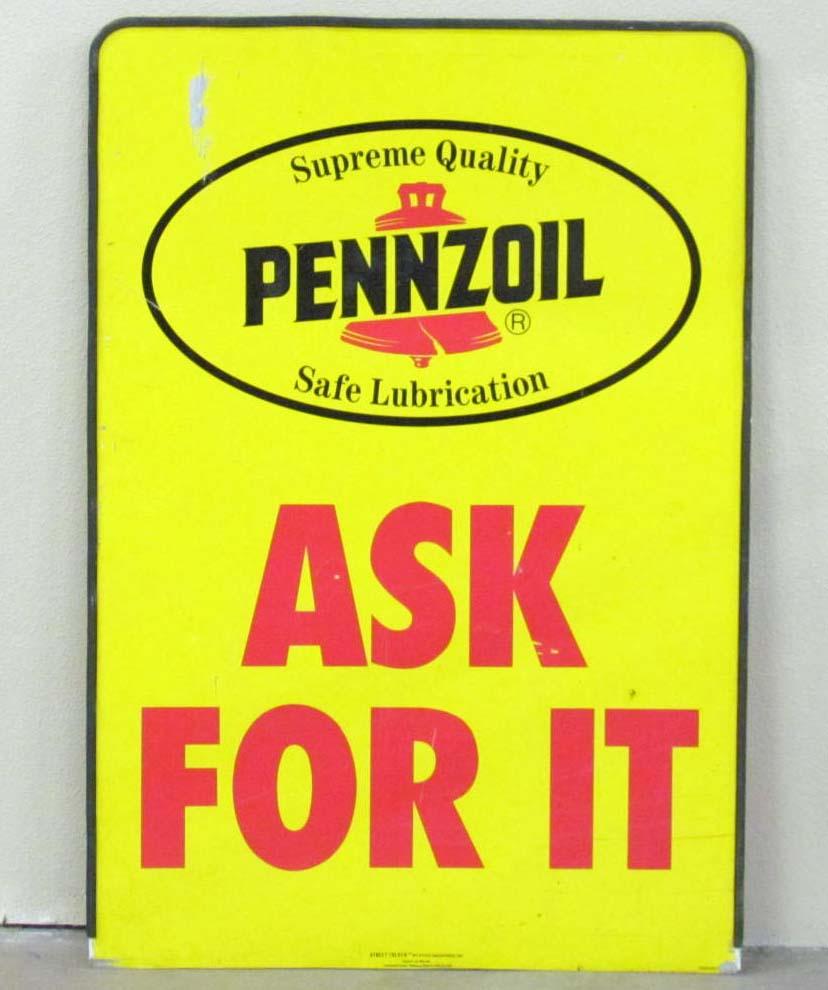 Supreme Quality
PENNZOIL
®
Safe Lubrication
ASK
FOR IT